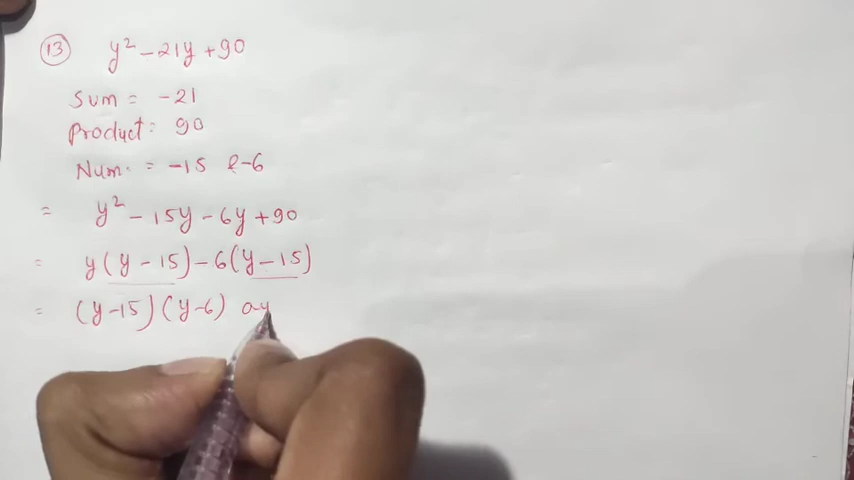 13 y² - 21y + 90
Sum = -21
Product = 90
Num. = -15 & -6
= y² - 15y - 6y + 90
= y(y - 15) - 6(y - 15)
= (y - 15)(y - 6)